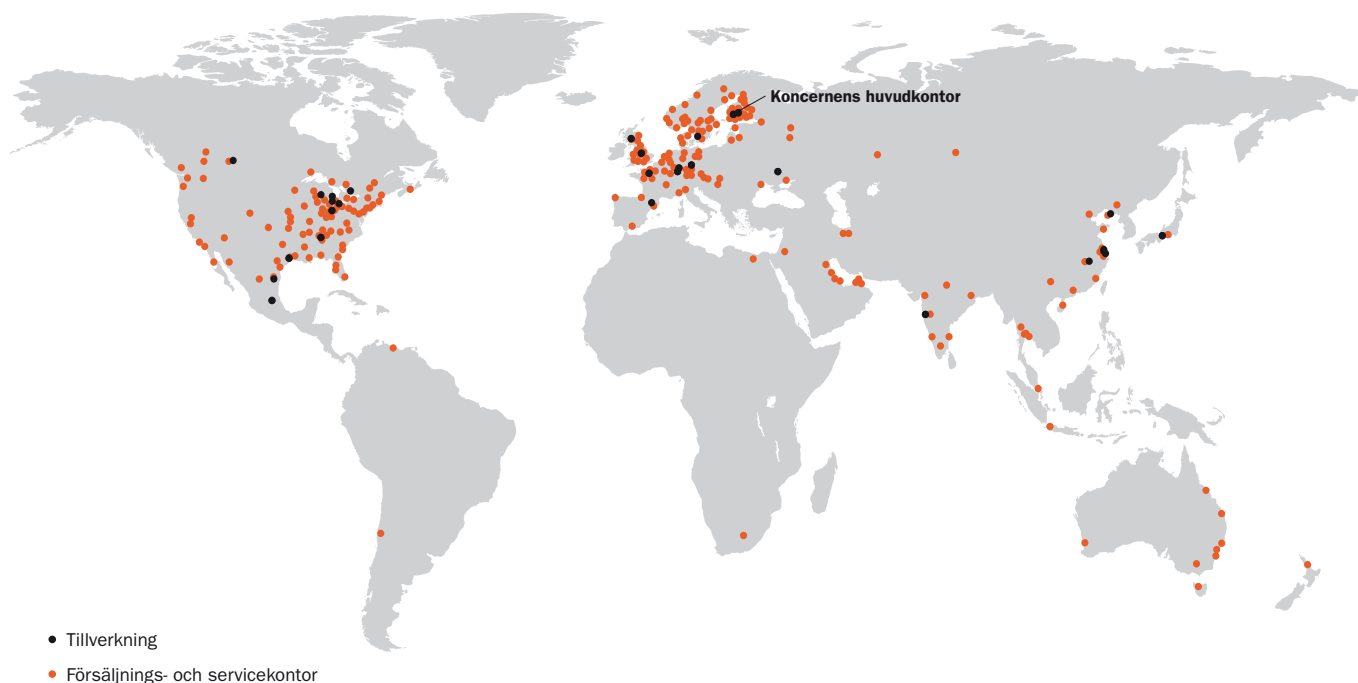 Koncernens huvudkontor
Tillverkning
Försäljnings- och servicekontor